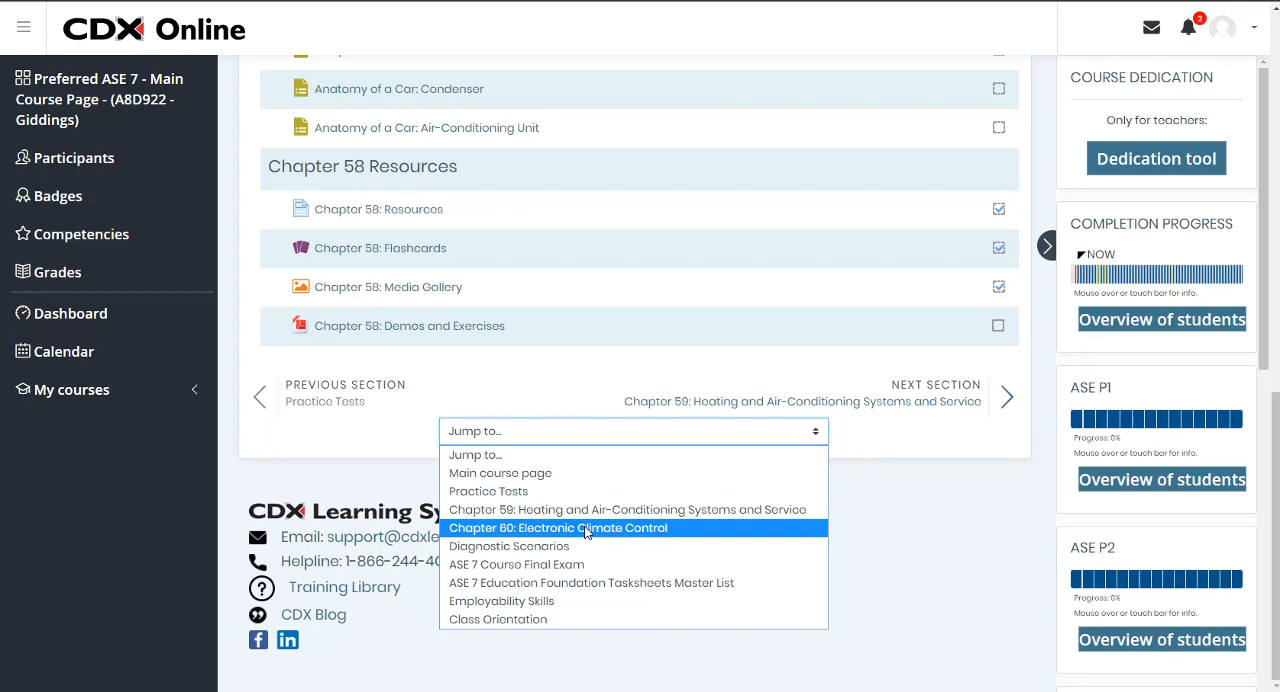 CDX Online
2
Preferred ASE 7 - Main
Course Page - (A8D922 -
Giddings)
Participants
Badges
Competencies
Grades
Dashboard
Calendar
My courses
Anatomy of a Car: Condenser
Anatomy of a Car: Air-Conditioning Unit
Chapter 58 Resources
Chapter 58: Resources
Chapter 58: Flashcards
Chapter 58: Media Gallery
Chapter 58: Demos and Exercises
PREVIOUS SECTION
Practice Tests
NEXT SECTION
Chapter 59: Heating and Air-Conditioning Systems and Service
Jump to...
Jump to...
Main course page
Practice Tests
Chapter 59: Heating and Air-Conditioning Systems and Service
Chapter 60: Electronic Climate Control
Diagnostic Scenarios
ASE 7 Course Final Exam
ASE 7 Education Foundation Tasksheets Master List
Employability Skills
Class Orientation
CDX Learning Sy
Email: support@cdxle
Helpline: 1-866-244-40
Training Library
CDX Blog
COURSE DEDICATION
Only for teachers:
Dedication tool
COMPLETION PROGRESS
NOW
Mouse over or touch bar for info.
Overview of students
ASE P1
Progress: 0%
Mouse over or touch bar for info.
Overview of students
ASE P2
Progress: 0%
Mouse over or touch bar for info.
Overview of students